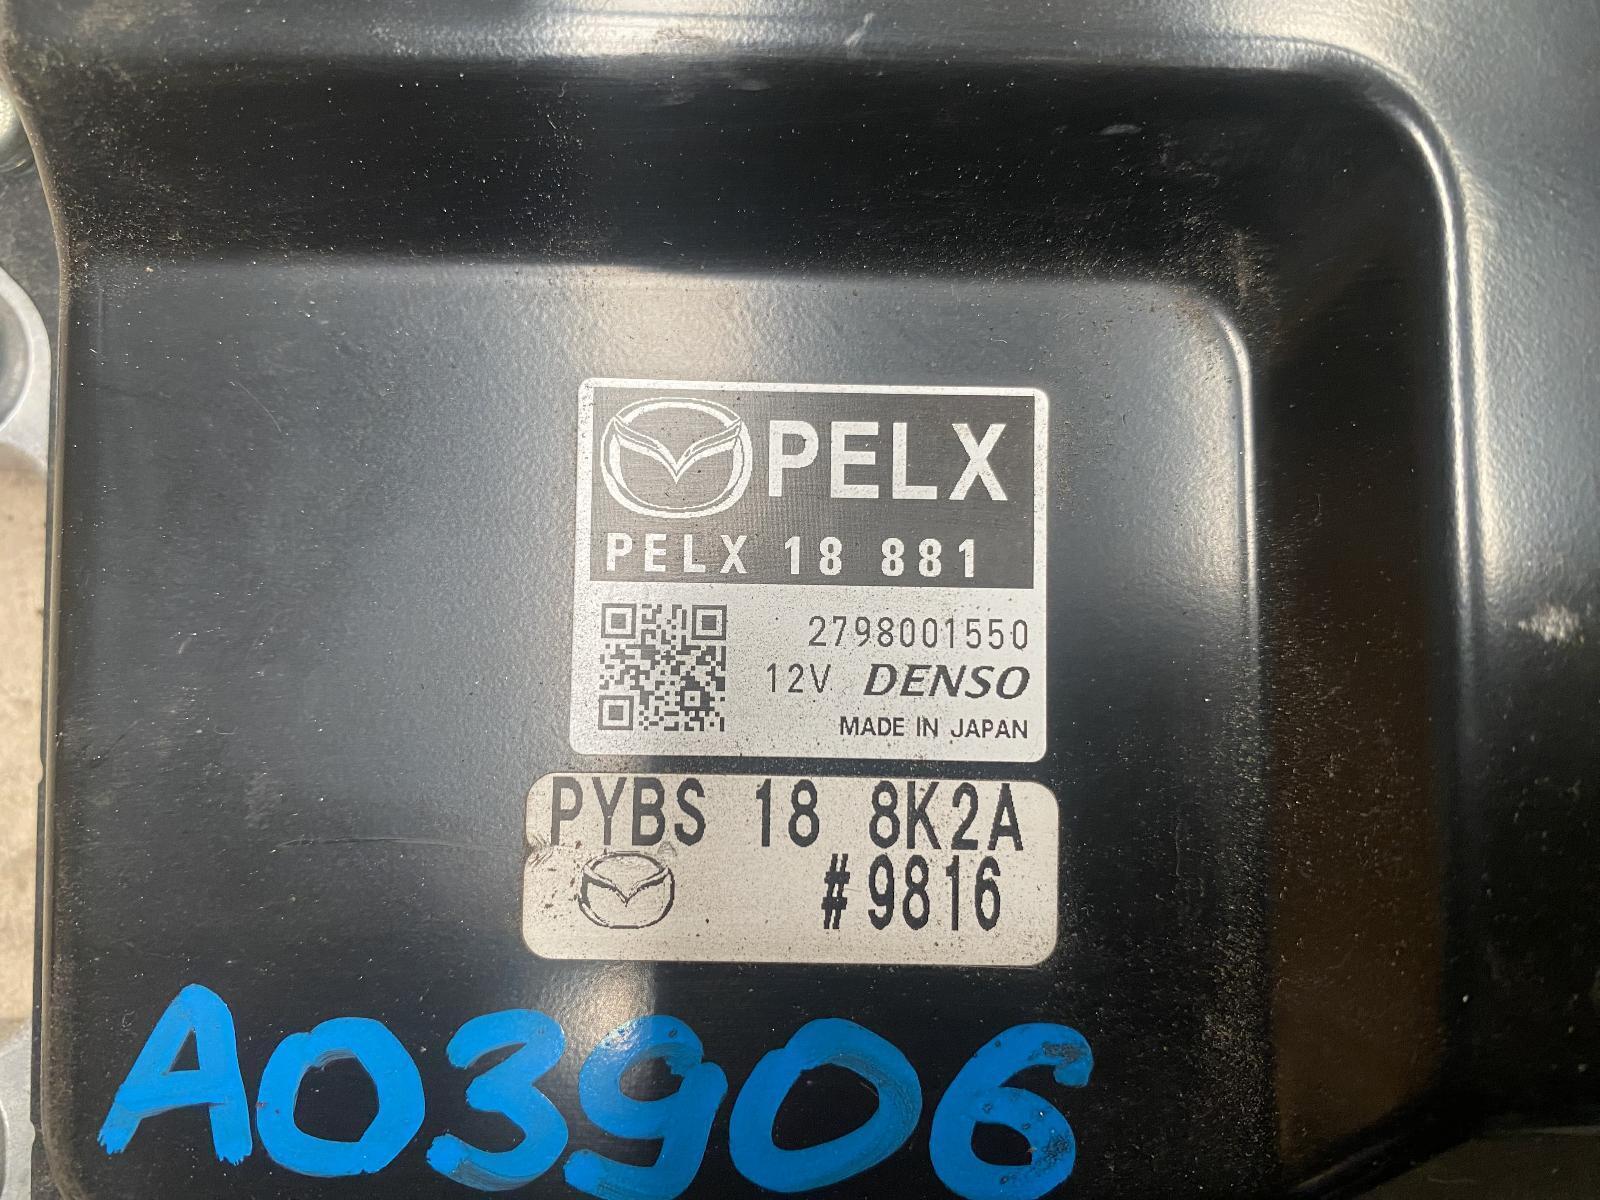 PELX
PELX 18 881
2798001550
12V DENSO
MADE IN JAPAN
PYBS 18 8K2A
#9816
A03906